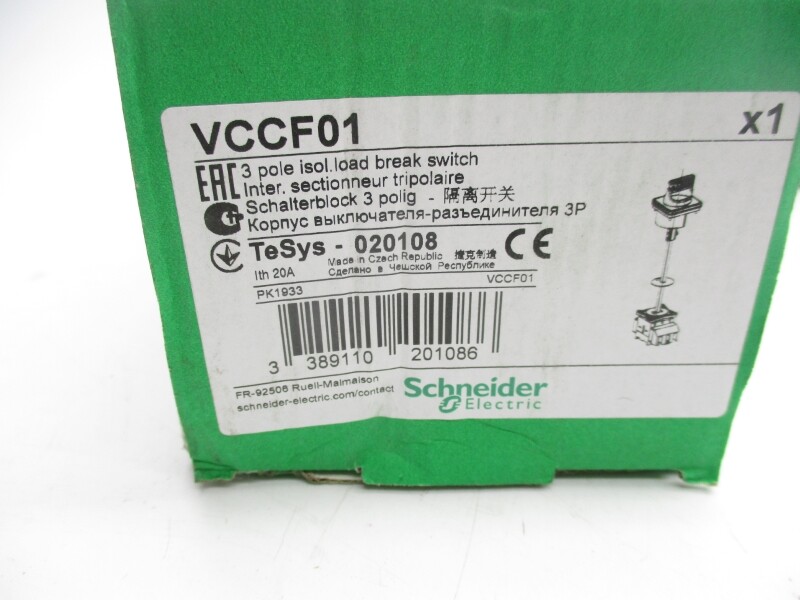 VCCF01
x1
EAC
3 pole isol.load break switch
Inter. sectionneur tripolaire
Schalterblock 3 polig - 隔离开关
Корпус выключателя-разъединителя 3P
TeSys - 020108
Made in Czech Republic 捷克制造
Сделано в Чешской Республике
CE
Ith 20A
PK1933
VCCF01
3 389110 201086
FR-92506 Rueil-Malmaison
schneider-electric.com/contact
Schneider
Electric